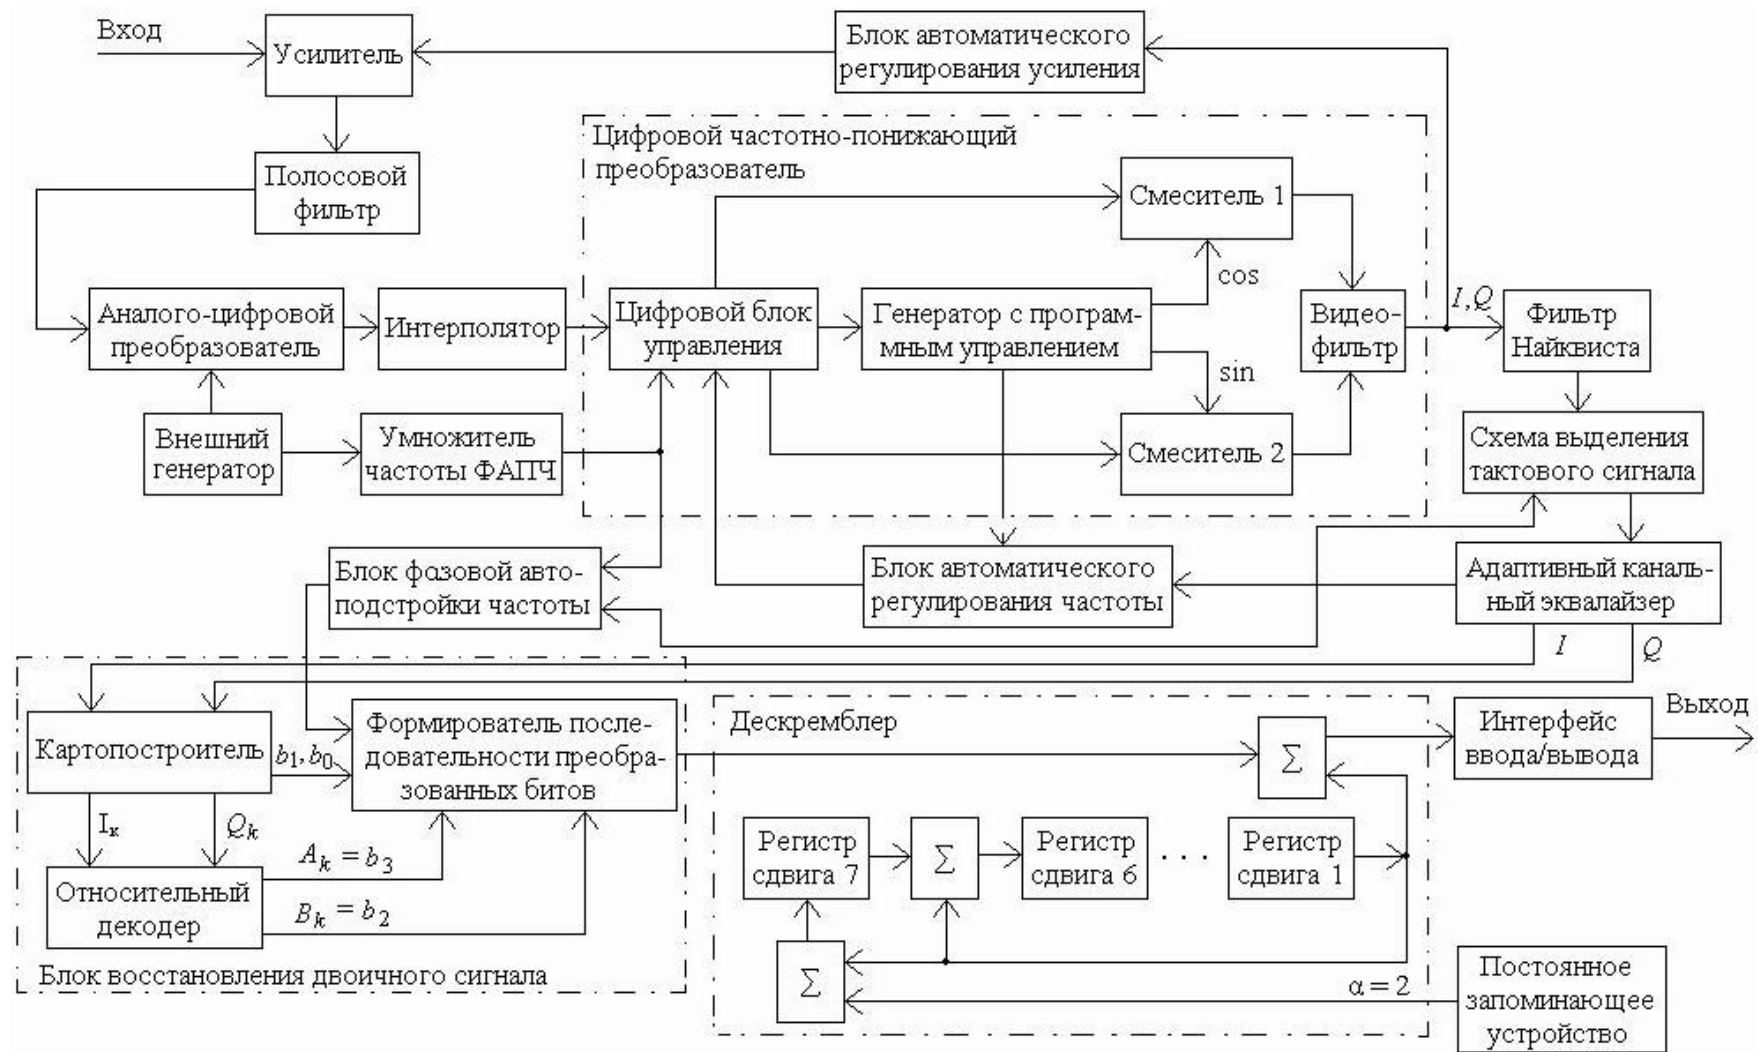 Вход
Усилитель
Блок автоматического
регулирования усиления
Цифровой частотно-понижающий
преобразователь
Полосовой
фильтр
Смеситель 1
cos
I,Q
Аналого-цифровой
преобразователь
Интерполятор
Цифровой блок
управления
Генератор с програм-
мным управлением
Видео-
фильтр
Фильтр
Найквиста
sin
Внешний
генератор
Умножитель
частоты ФАПЧ
Смеситель 2
Схема выделения
тактового сигнала
Блок фазовой авто-
подстройки частоты
Блок автоматического
регулирования частоты
Адаптивный каналь-
ный эквалайзер
I
Q
Картопостроитель
b₁, b₀
Формирователь после-
довательности преобра-
зованных битов
Дескремблер
Σ
Интерфейс
ввода/вывода
Выход
Iк
Qk
Регистр
сдвига 7
Σ
Регистр
сдвига 6
. . .
Регистр
сдвига 1
Относительный
декодер
Ak = b₃
Bk = b₂
Блок восстановления двоичного сигнала
Σ
α = 2
Постоянное
запоминающее
устройство